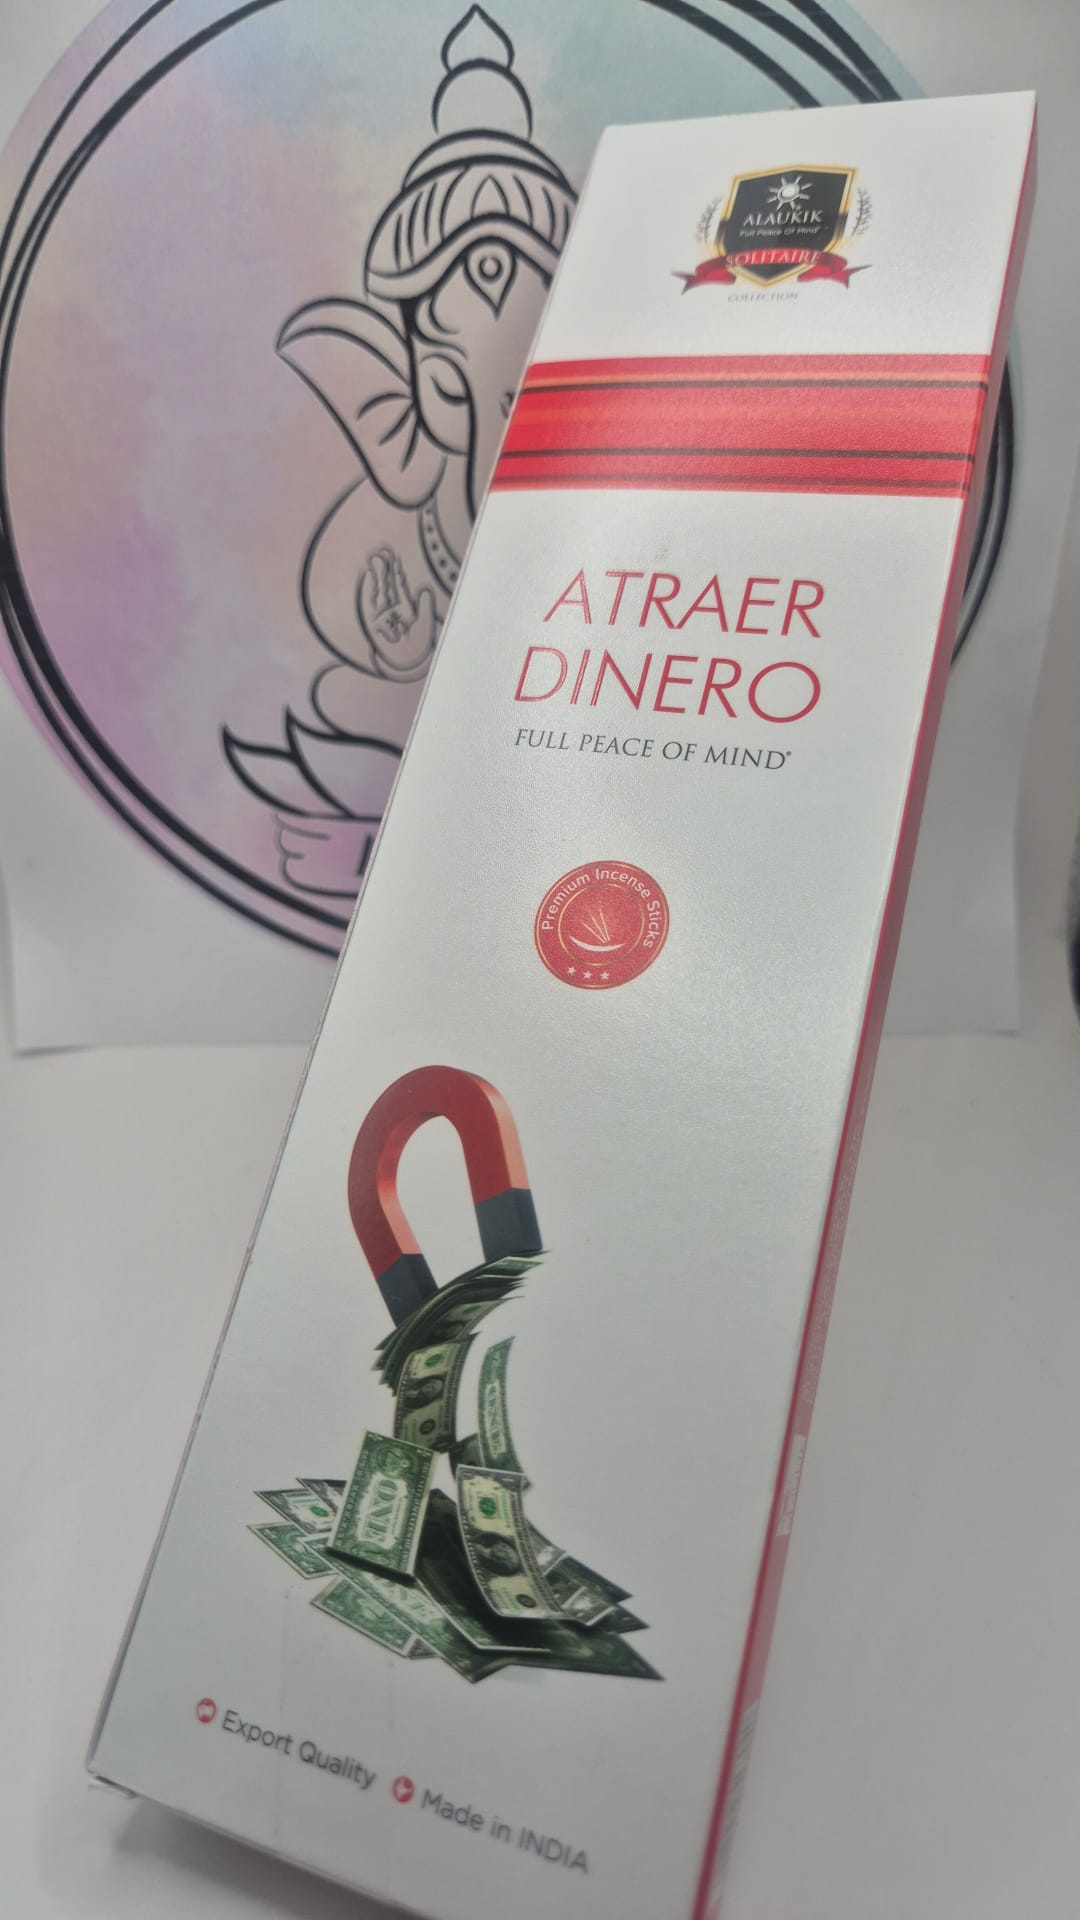 ALAUKIK
Full Peace Of Mind®
SOLITAIRE
COLLECTION
ATRAER
DINERO
FULL PEACE OF MIND®
Premium Incense Sticks
ONE
Export Quality
Made in INDIA